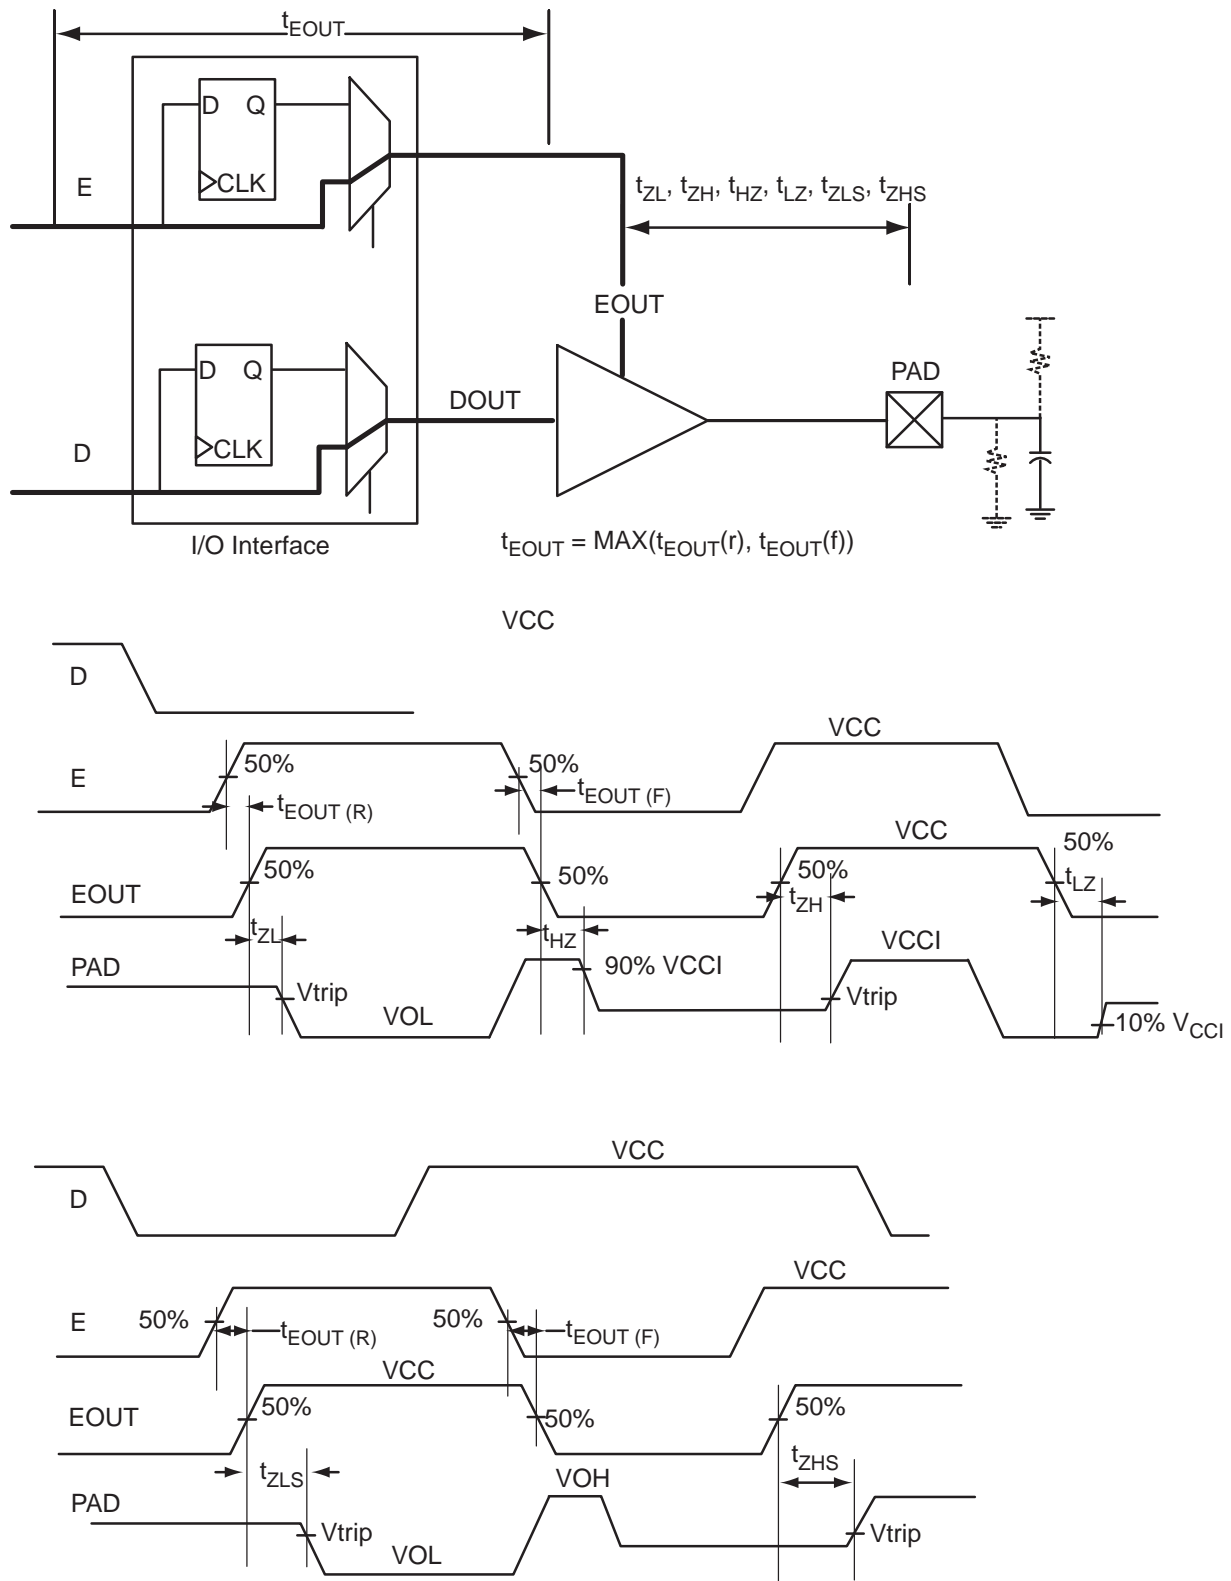 tEOUT
D Q
CLK
E
tZL, tZH, tHZ, tLZ, tZLS, tZHS
EOUT
D Q
CLK
D
DOUT
PAD
I/O Interface
tEOUT = MAX(tEOUT(r), tEOUT(f))
VCC
D
VCC
E
50%
50%
tEOUT (R)
tEOUT (F)
VCC
50%
EOUT
50%
50%
50%
tZH
tLZ
tZL
tHZ
VCCI
PAD
90% VCCI
Vtrip
Vtrip
VOL
10% VCCI
VCC
D
VCC
E
50%
50%
tEOUT (R)
tEOUT (F)
VCC
EOUT
50%
50%
50%
tZLS
VOH
tZHS
PAD
Vtrip
Vtrip
VOL